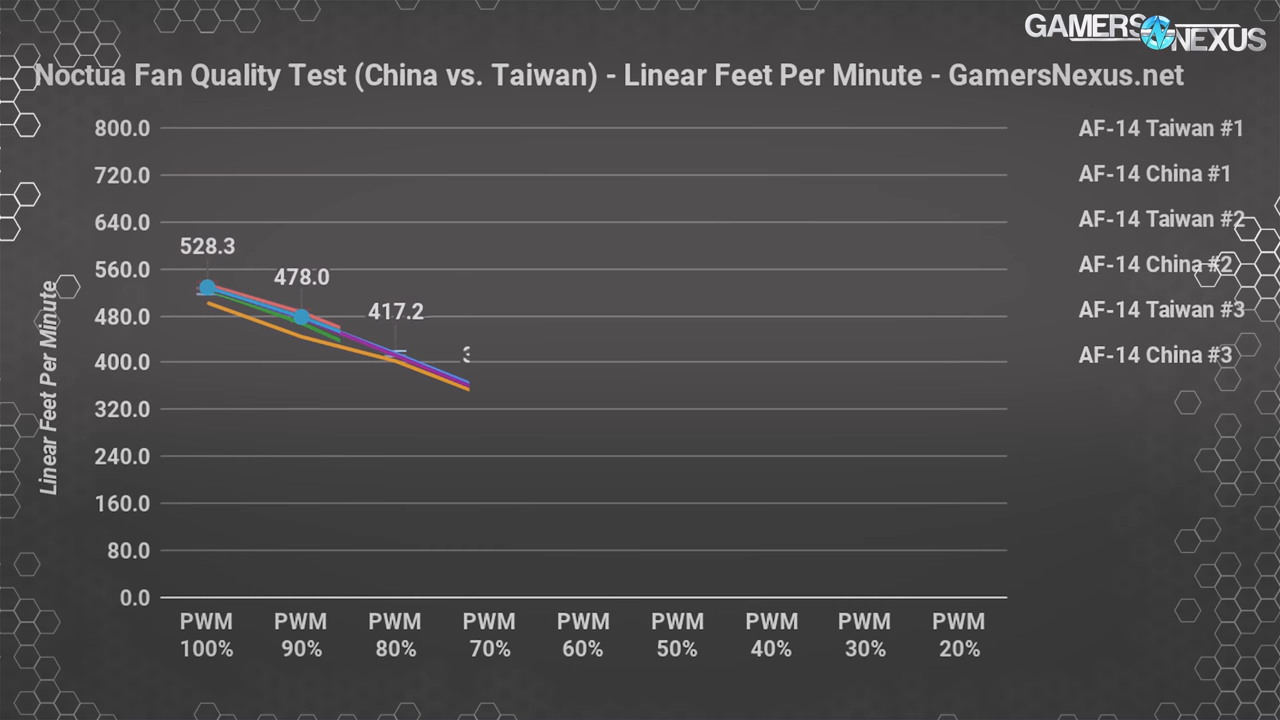 GAMERS NEXUS
Noctua Fan Quality Test (China vs. Taiwan) - Linear Feet Per Minute - GamersNexus.net
800.0
720.0
640.0
560.0
480.0
400.0
320.0
240.0
160.0
80.0
0.0
Linear Feet Per Minute
528.3
478.0
417.2
3
AF-14 Taiwan #1
AF-14 China #1
AF-14 Taiwan #2
AF-14 China #2
AF-14 Taiwan #3
AF-14 China #3
PWM 100%
PWM 90%
PWM 80%
PWM 70%
PWM 60%
PWM 50%
PWM 40%
PWM 30%
PWM 20%